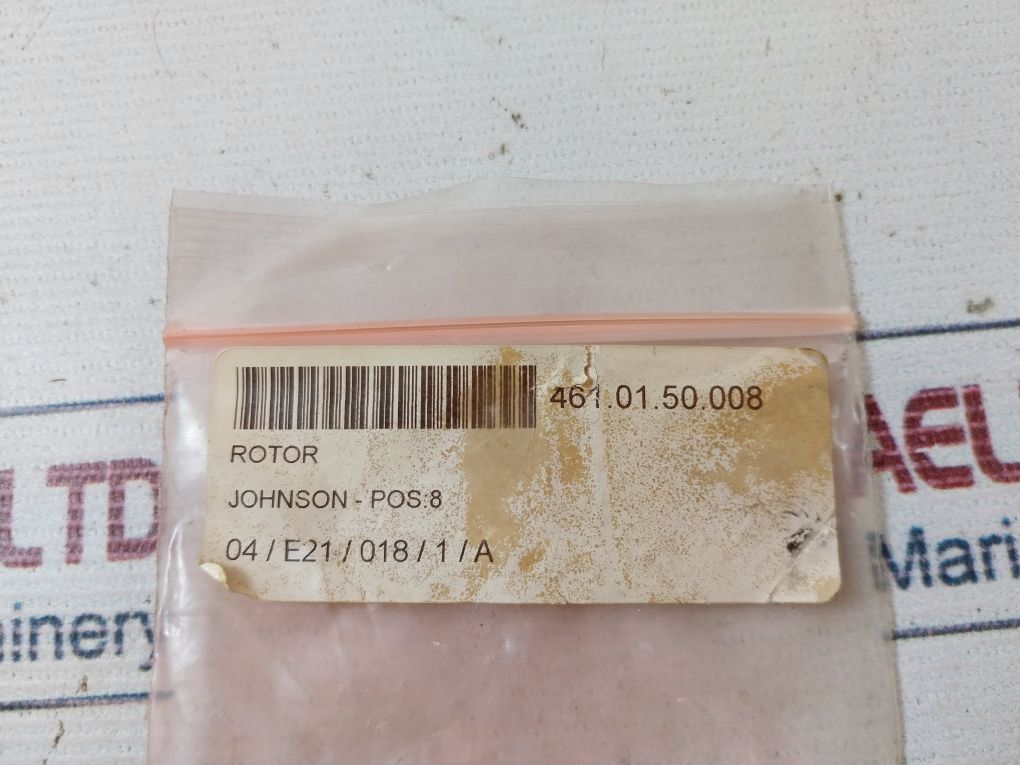 461.01.50.008
ROTOR
JOHNSON - POS:8
04 / E21 / 018 / 1 / A
LTD
AEL
Mari
inery